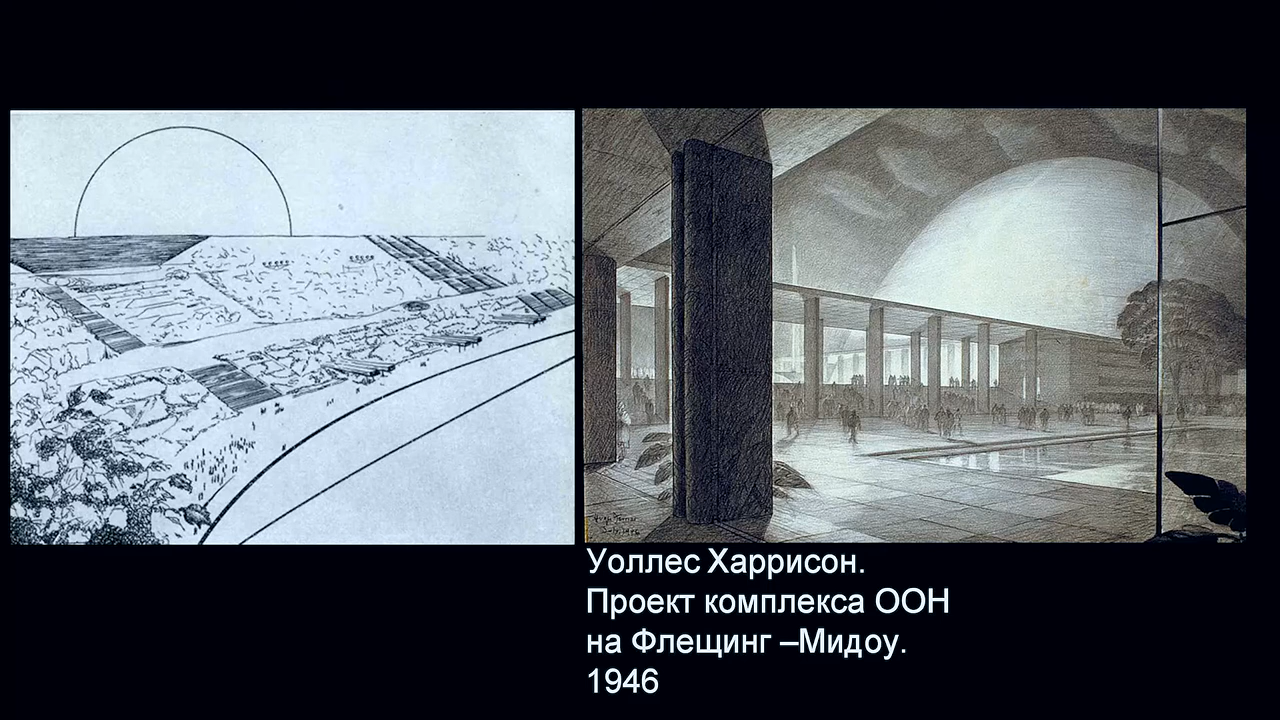 Уоллес Харрисон.
Проект комплекса ООН
на Флещинг –Мидоу.
1946